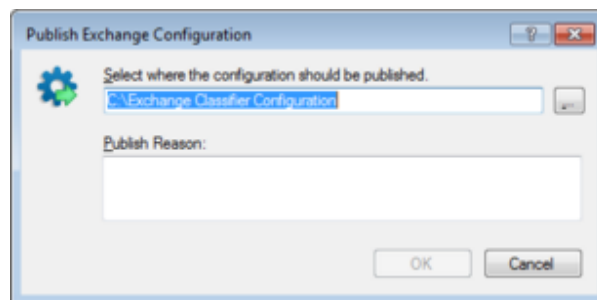 Publish Exchange Configuration
Select where the configuration should be published.
C:\Exchange Classifier Configuration
...
Publish Reason:
OK
Cancel